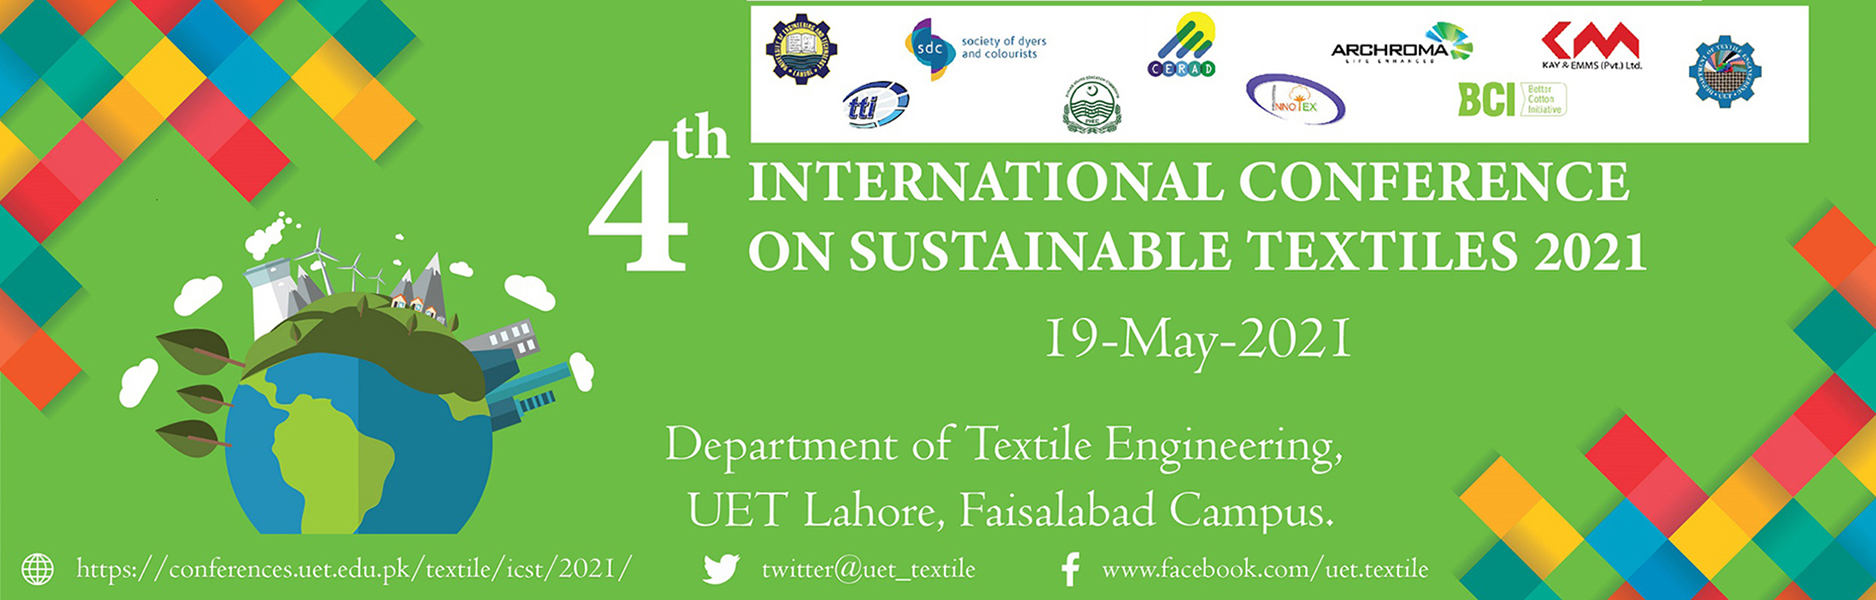 sdc
society of dyers
and colourists
CERAD
ARCHROMA
LIFE ENHANCED
KM
KAY & EMMS (Pvt.) Ltd.
tti
INNOTEX
BCI
Better
Cotton
Initiative
4th
INTERNATIONAL CONFERENCE
ON SUSTAINABLE TEXTILES 2021
19-May-2021
Department of Textile Engineering,
UET Lahore, Faisalabad Campus.
https://conferences.uet.edu.pk/textile/icst/2021/
twitter@uet_textile
www.facebook.com/uet.textile